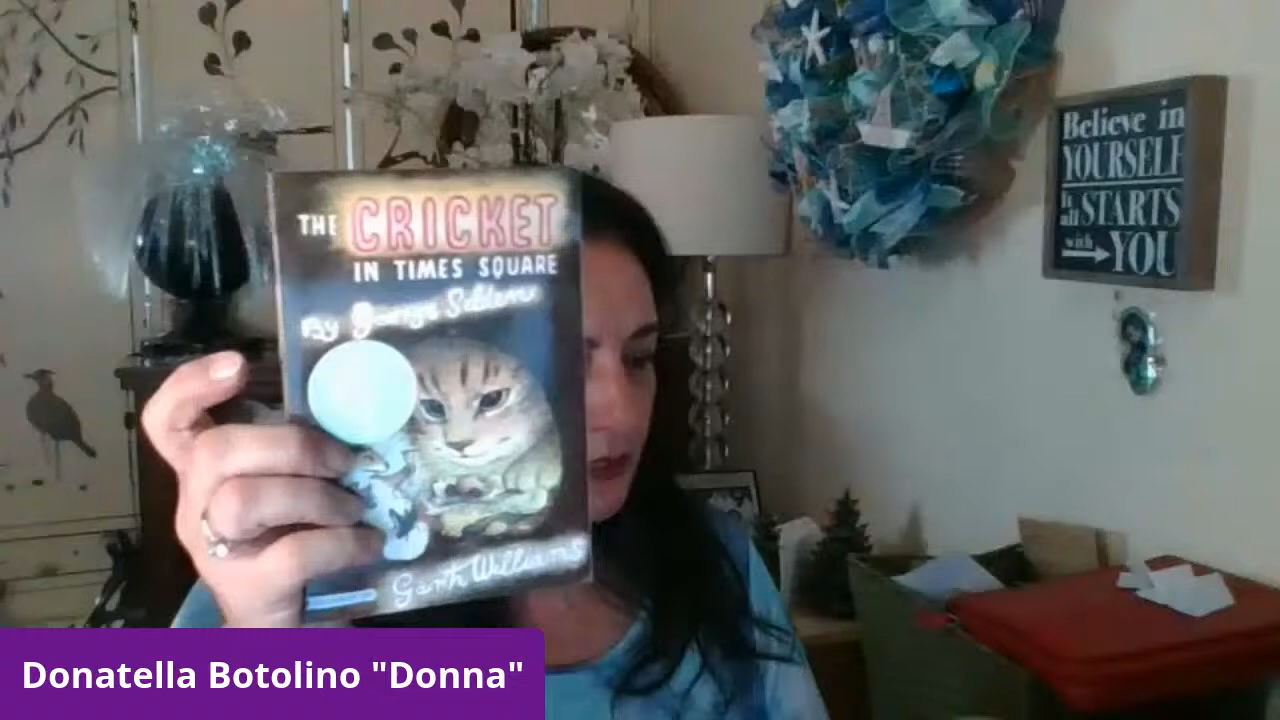 THE CRICKET
IN TIMES SQUARE
By George Selden
Garth Williams
Believe in
YOURSELF
It all STARTS
with YOU
Donatella Botolino "Donna"